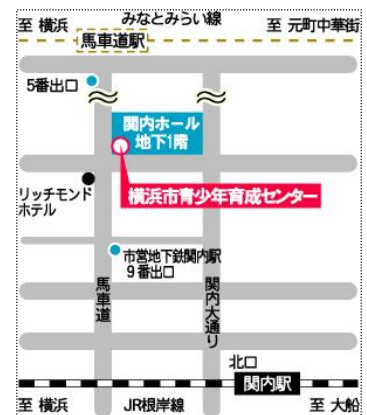 みなとみらい線
至 横浜
至 元町中華街
馬車道駅
5番出口
関内ホール
地下1階
リッチモンド
ホテル
横浜市青少年育成センター
市営地下鉄関内駅
9番出口
馬車道
関内大通り
北口
関内駅
至 横浜
JR根岸線
至 大船